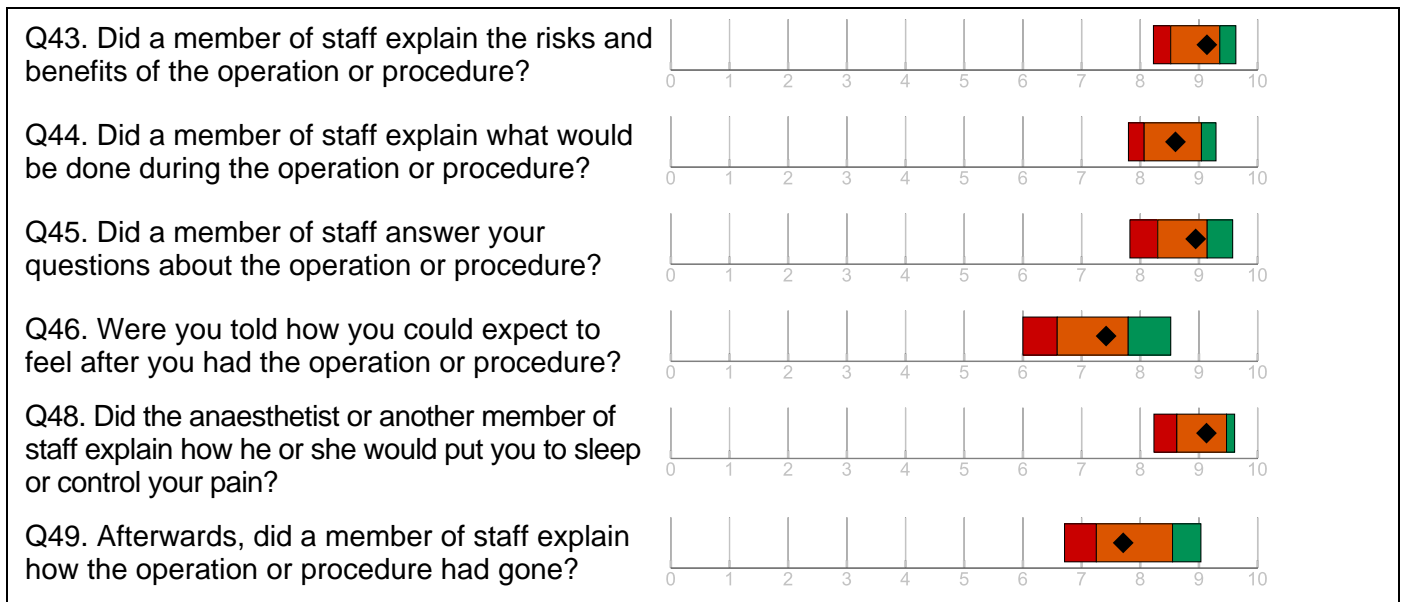 Q43. Did a member of staff explain the risks and
benefits of the operation or procedure?
0 1 2 3 4 5 6 7 8 9 10
Q44. Did a member of staff explain what would
be done during the operation or procedure?
0 1 2 3 4 5 6 7 8 9 10
Q45. Did a member of staff answer your
questions about the operation or procedure?
0 1 2 3 4 5 6 7 8 9 10
Q46. Were you told how you could expect to
feel after you had the operation or procedure?
0 1 2 3 4 5 6 7 8 9 10
Q48. Did the anaesthetist or another member of
staff explain how he or she would put you to sleep
or control your pain?
0 1 2 3 4 5 6 7 8 9 10
Q49. Afterwards, did a member of staff explain
how the operation or procedure had gone?
0 1 2 3 4 5 6 7 8 9 10